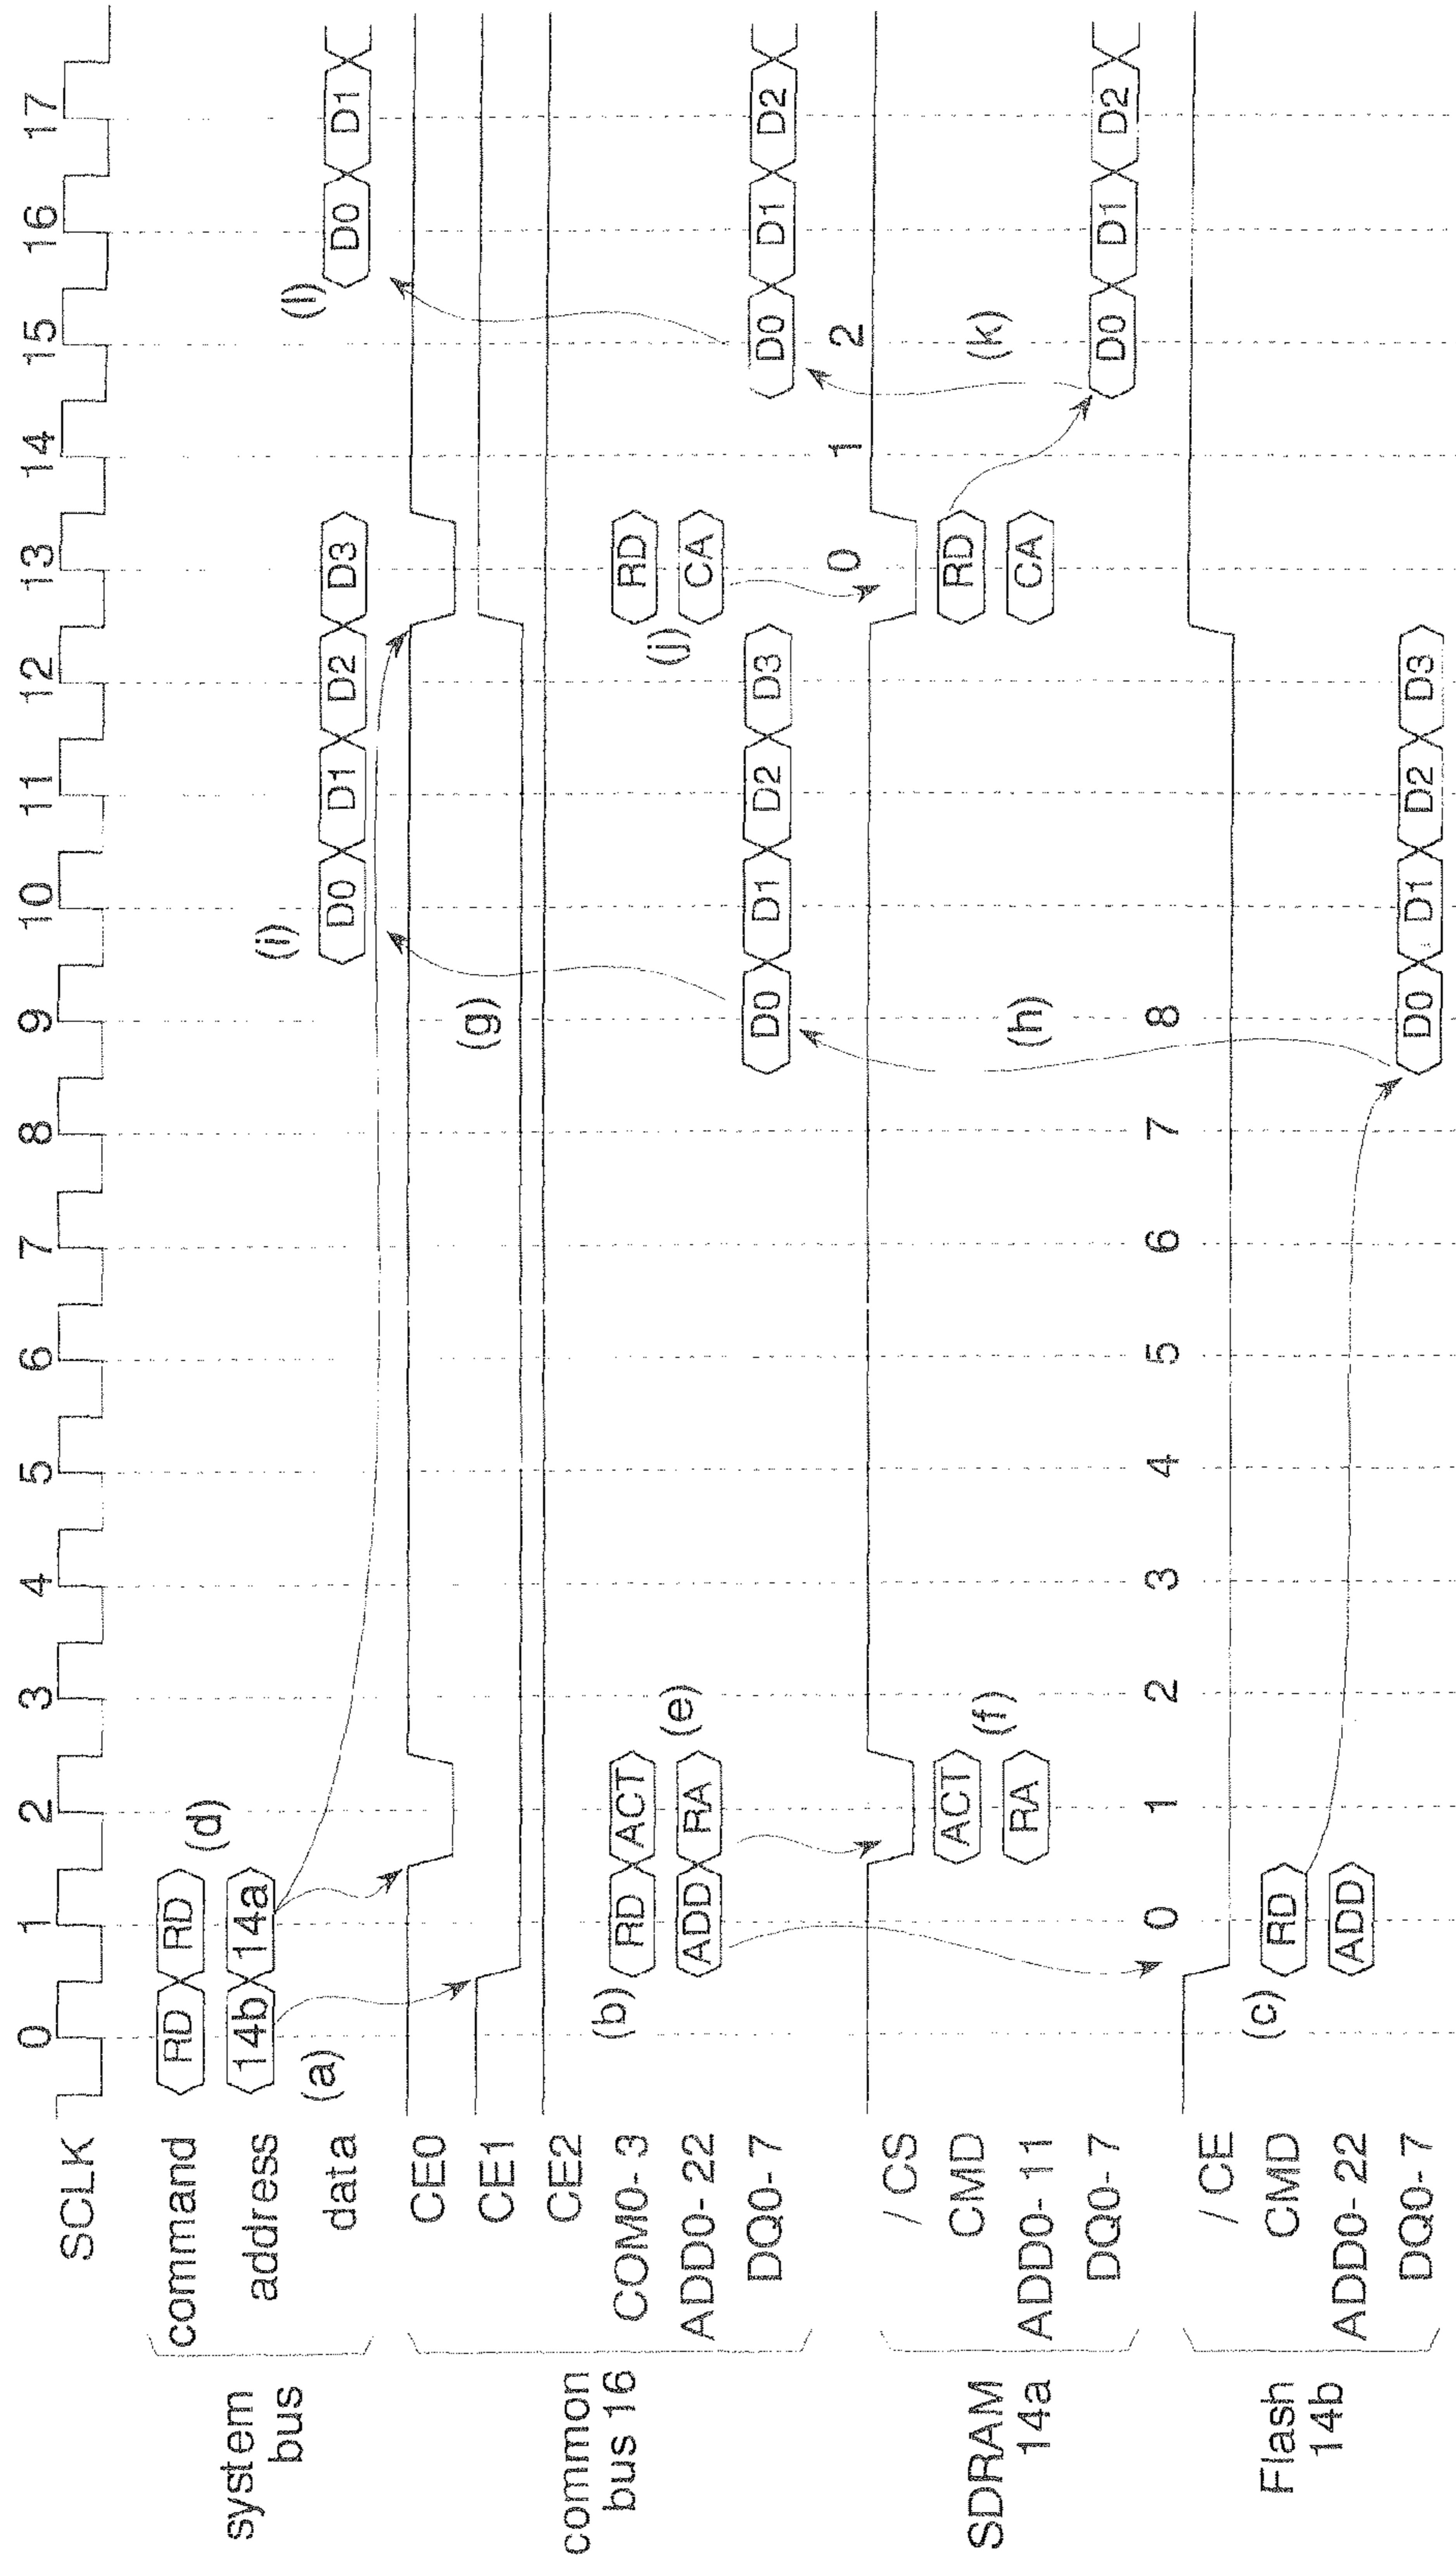 0 1 2 3 4 5 6 7 8 9 10 11 12 13 14 15 16 17
SCLK
system
bus
command RD RD
(d)
address 14b 14a
(i) (l)
(a)
data D0 D1 D2 D3 D0 D1
common
bus 16
CE0
CE1 (g)
CE2
(b)
COM0-3 RD ACT RD
(e) (j)
ADD0-22 ADD RA CA
DQ0-7 D0 D1 D2 D3 D0 D1 D2
SDRAM
14a
0 1 2
/CS
CMD ACT RD
(f) (h) (k)
ADD0-11 RA CA
DQ0-7 D0 D1 D2
Flash
14b
0 1 2 3 4 5 6 7 8
/CE
(c)
CMD RD
ADD0-22 ADD
DQ0-7 D0 D1 D2 D3